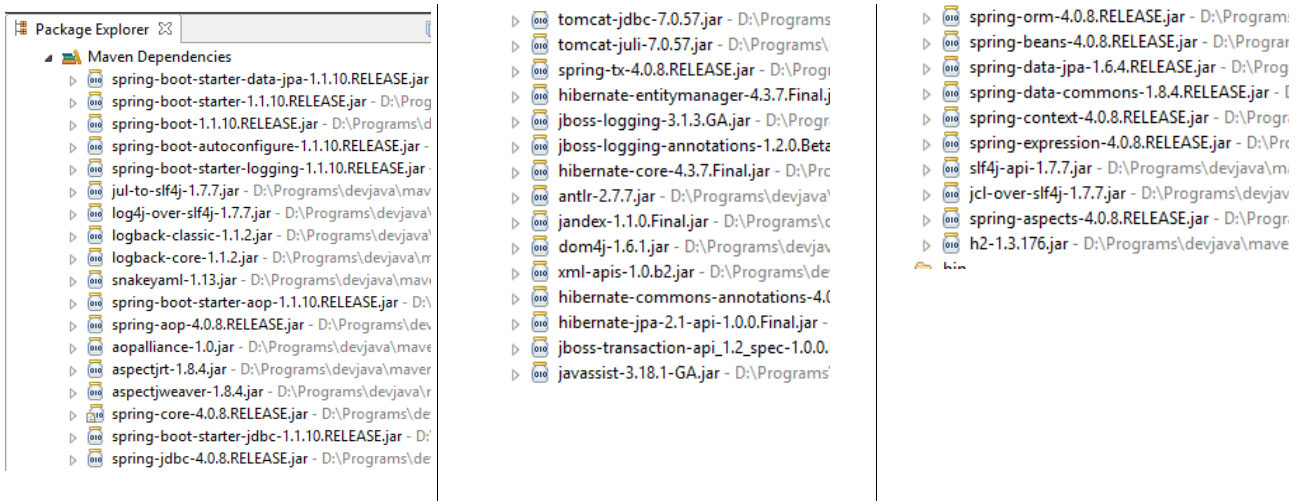 Package Explorer
Maven Dependencies
spring-boot-starter-data-jpa-1.1.10.RELEASE.jar
spring-boot-starter-1.1.10.RELEASE.jar - D:\Prog
spring-boot-1.1.10.RELEASE.jar - D:\Programs\d
spring-boot-autoconfigure-1.1.10.RELEASE.jar -
spring-boot-starter-logging-1.1.10.RELEASE.jar
jul-to-slf4j-1.7.7.jar - D:\Programs\devjava\mav
log4j-over-slf4j-1.7.7.jar - D:\Programs\devjava\
logback-classic-1.1.2.jar - D:\Programs\devjava\
logback-core-1.1.2.jar - D:\Programs\devjava\m
snakeyaml-1.13.jar - D:\Programs\devjava\mav
spring-boot-starter-aop-1.1.10.RELEASE.jar - D:\
spring-aop-4.0.8.RELEASE.jar - D:\Programs\dev
aopalliance-1.0.jar - D:\Programs\devjava\mave
aspectjrt-1.8.4.jar - D:\Programs\devjava\maver
aspectjweaver-1.8.4.jar - D:\Programs\devjava\r
spring-core-4.0.8.RELEASE.jar - D:\Programs\de
spring-boot-starter-jdbc-1.1.10.RELEASE.jar - D:
spring-jdbc-4.0.8.RELEASE.jar - D:\Programs\de
tomcat-jdbc-7.0.57.jar - D:\Programs
tomcat-juli-7.0.57.jar - D:\Programs\
spring-tx-4.0.8.RELEASE.jar - D:\Progr
hibernate-entitymanager-4.3.7.Final.j
jboss-logging-3.1.3.GA.jar - D:\Progr
jboss-logging-annotations-1.2.0.Beta
hibernate-core-4.3.7.Final.jar - D:\Pro
antlr-2.7.7.jar - D:\Programs\devjava\
jandex-1.1.0.Final.jar - D:\Programs\d
dom4j-1.6.1.jar - D:\Programs\devjav
xml-apis-1.0.b2.jar - D:\Programs\de
hibernate-commons-annotations-4.0
hibernate-jpa-2.1-api-1.0.0.Final.jar -
jboss-transaction-api_1.2_spec-1.0.0.
javassist-3.18.1-GA.jar - D:\Programs
spring-orm-4.0.8.RELEASE.jar - D:\Programs
spring-beans-4.0.8.RELEASE.jar - D:\Program
spring-data-jpa-1.6.4.RELEASE.jar - D:\Prog
spring-data-commons-1.8.4.RELEASE.jar - D
spring-context-4.0.8.RELEASE.jar - D:\Progra
spring-expression-4.0.8.RELEASE.jar - D:\Pro
slf4j-api-1.7.7.jar - D:\Programs\devjava\ma
jcl-over-slf4j-1.7.7.jar - D:\Programs\devjav
spring-aspects-4.0.8.RELEASE.jar - D:\Progra
h2-1.3.176.jar - D:\Programs\devjava\mave